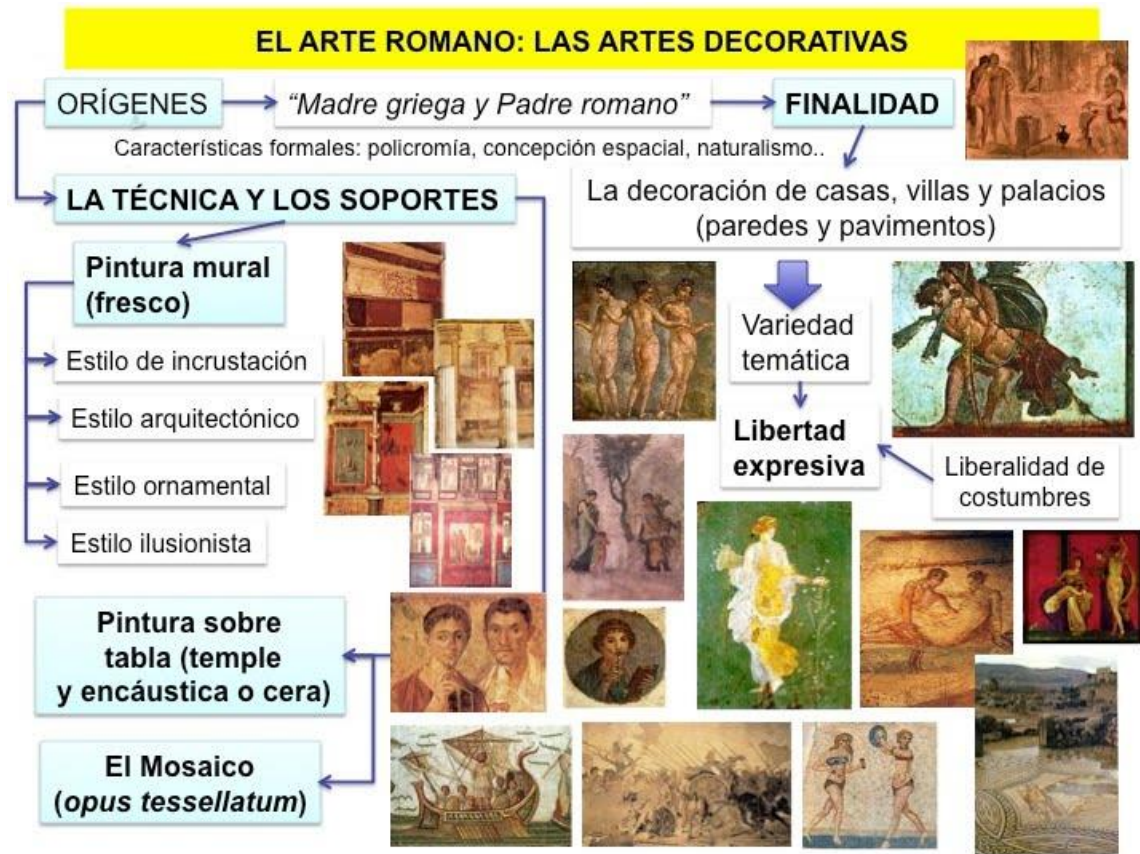 EL ARTE ROMANO: LAS ARTES DECORATIVAS
ORÍGENES
“Madre griega y Padre romano”
FINALIDAD
Características formales: policromía, concepción espacial, naturalismo..
LA TÉCNICA Y LOS SOPORTES
La decoración de casas, villas y palacios
(paredes y pavimentos)
Pintura mural
(fresco)
Variedad
temática
Estilo de incrustación
Estilo arquitectónico
Libertad
expresiva
Liberalidad de
costumbres
Estilo ornamental
Estilo ilusionista
Pintura sobre
tabla (temple
y encáustica o cera)
El Mosaico
(opus tessellatum)